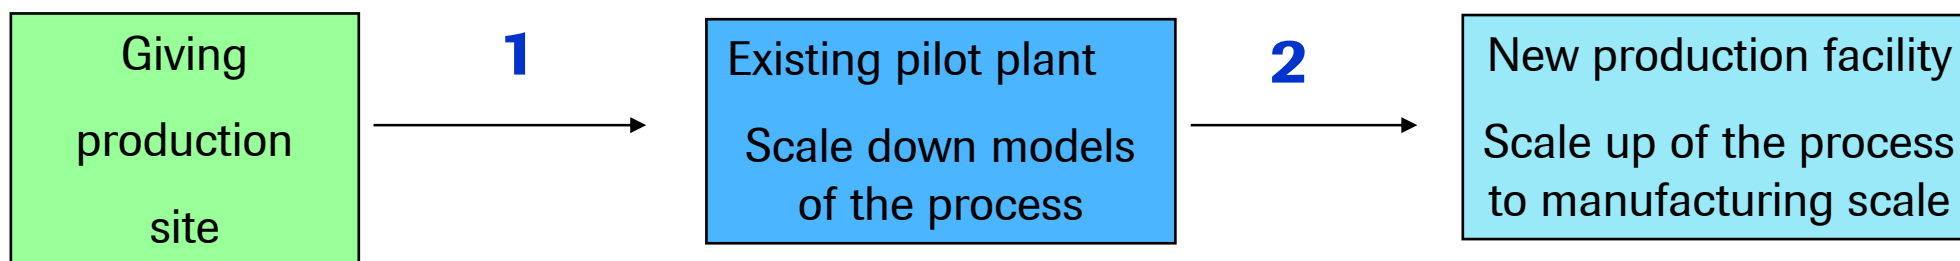 Giving
production
site
1
Existing pilot plant
Scale down models
of the process
2
New production facility
Scale up of the process
to manufacturing scale